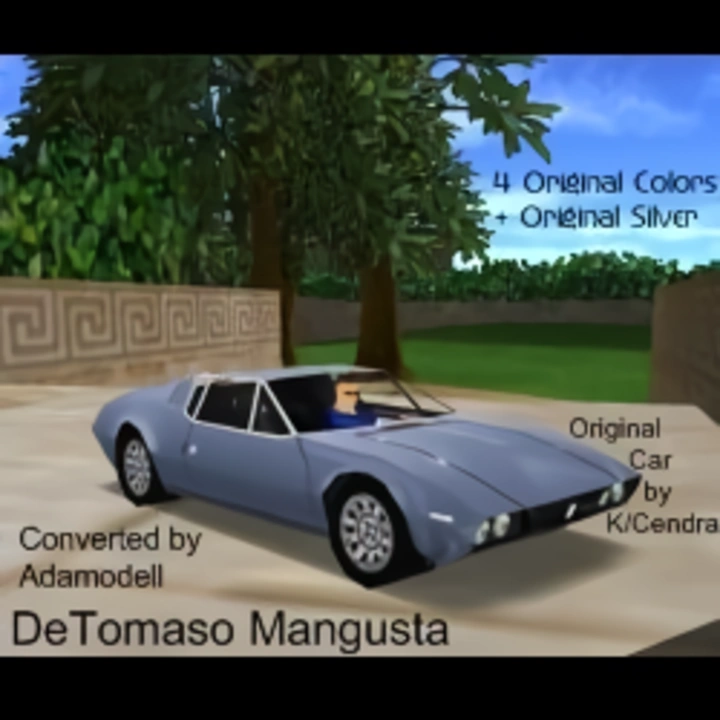 4 Original Colors
+ Original Silver
Original
Car
by
K/Cendra
Converted by
Adamodell
DeTomaso Mangusta